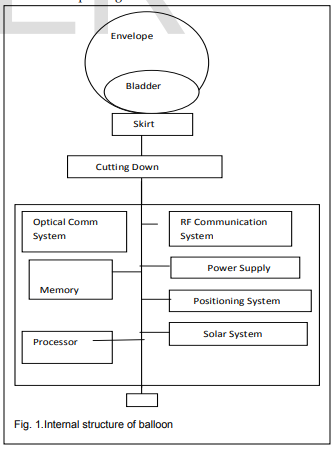 Envelope
Bladder
Skirt
Cutting Down
Optical Comm
System
RF Communication
System
Power Supply
Memory
Positioning System
Solar System
Processor
Fig. 1.Internal structure of balloon